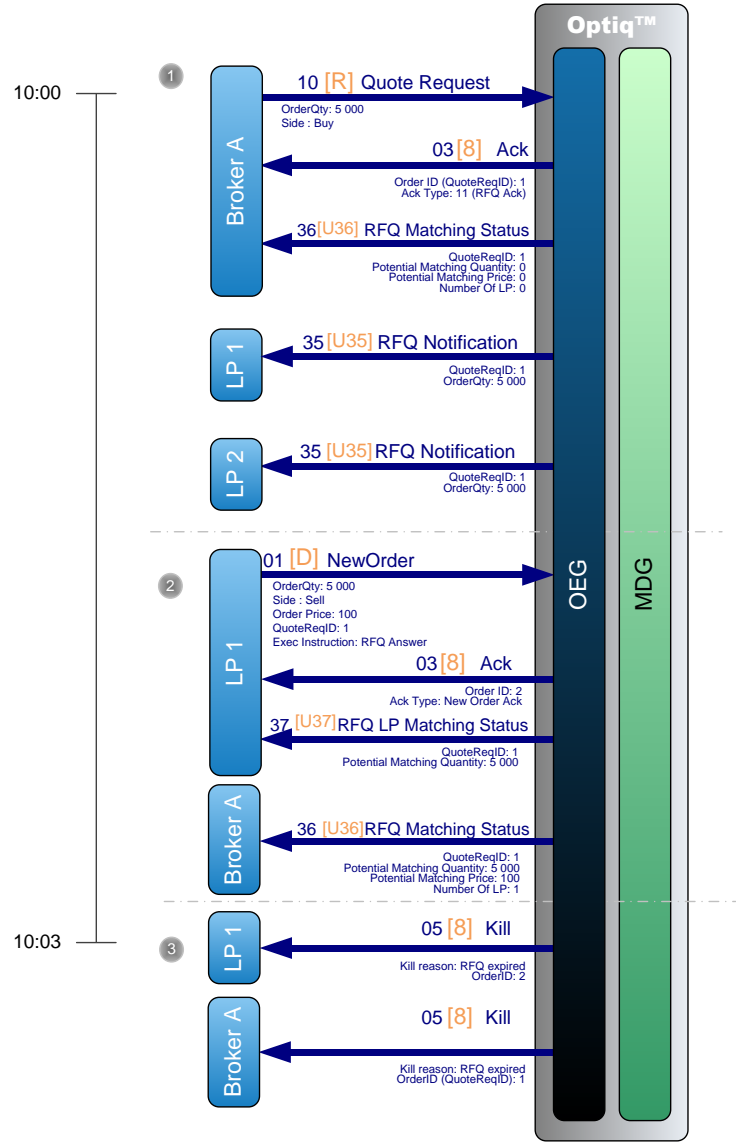 Optiq™
1
10:00
10 [R] Quote Request
OrderQty: 5 000
Side : Buy
Broker A
03 [8] Ack
Order ID (QuoteReqID): 1
Ack Type: 11 (RFQ Ack)
36 [U36] RFQ Matching Status
QuoteReqID: 1
Potential Matching Quantity: 0
Potential Matching Price: 0
Number Of LP: 0
LP 1
35 [U35] RFQ Notification
QuoteReqID: 1
OrderQty: 5 000
LP 2
35 [U35] RFQ Notification
QuoteReqID: 1
OrderQty: 5 000
OEG
MDG
2
01 [D] NewOrder
OrderQty: 5 000
Side : Sell
Order Price: 100
QuoteReqID: 1
Exec Instruction: RFQ Answer
LP 1
03 [8] Ack
Order ID: 2
Ack Type: New Order Ack
37 [U37] RFQ LP Matching Status
QuoteReqID: 1
Potential Matching Quantity: 5 000
Broker A
36 [U36] RFQ Matching Status
QuoteReqID: 1
Potential Matching Quantity: 5 000
Potential Matching Price: 100
Number Of LP: 1
10:03
3
LP 1
05 [8] Kill
Kill reason: RFQ expired
OrderID: 2
Broker A
05 [8] Kill
Kill reason: RFQ expired
OrderID (QuoteReqID): 1